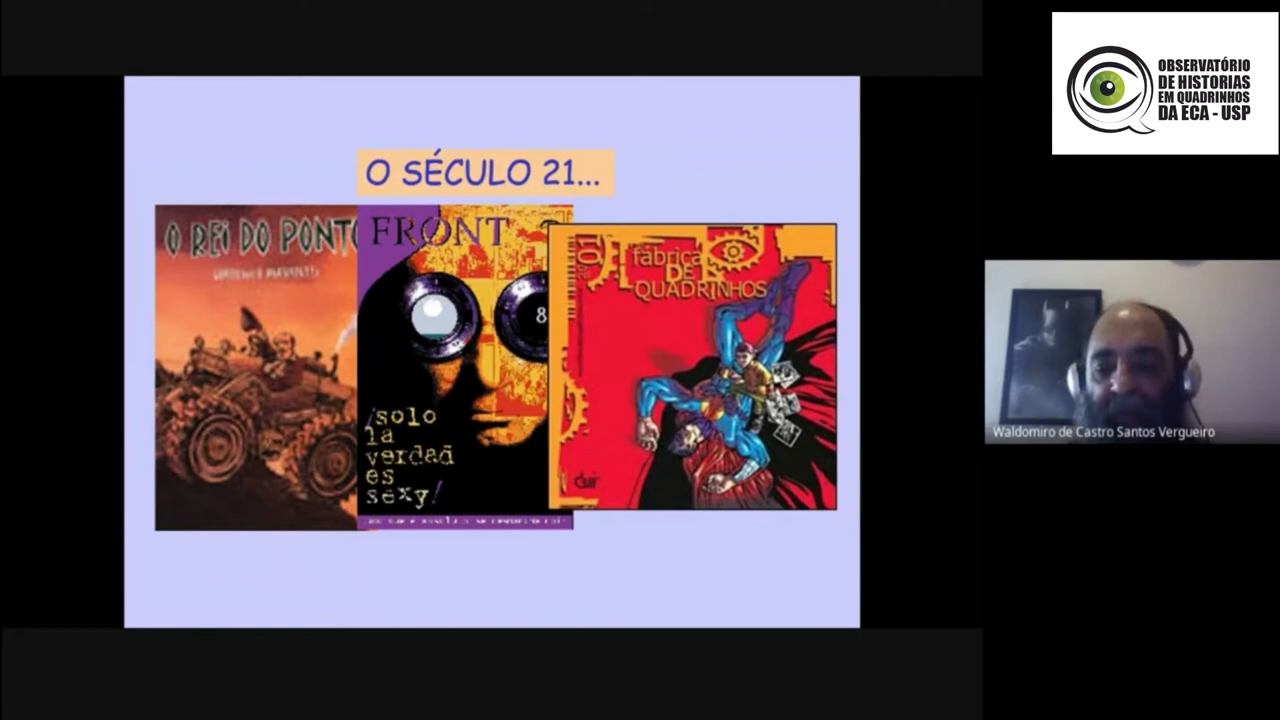 OBSERVATÓRIO
DE HISTORIAS
EM QUADRINHOS
DA ECA - USP
O SÉCULO 21...
O REI DO PONTO
FRONT
8
/solo
la
verdad
es
sexy/
01
fábrica
DE
QUADRINHOS
Waldomiro de Castro Santos Vergueiro